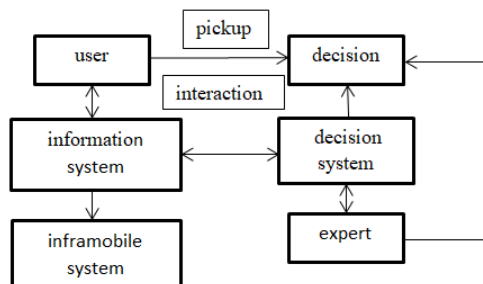 pickup
user
decision
interaction
information
system
decision
system
inframobile
system
expert